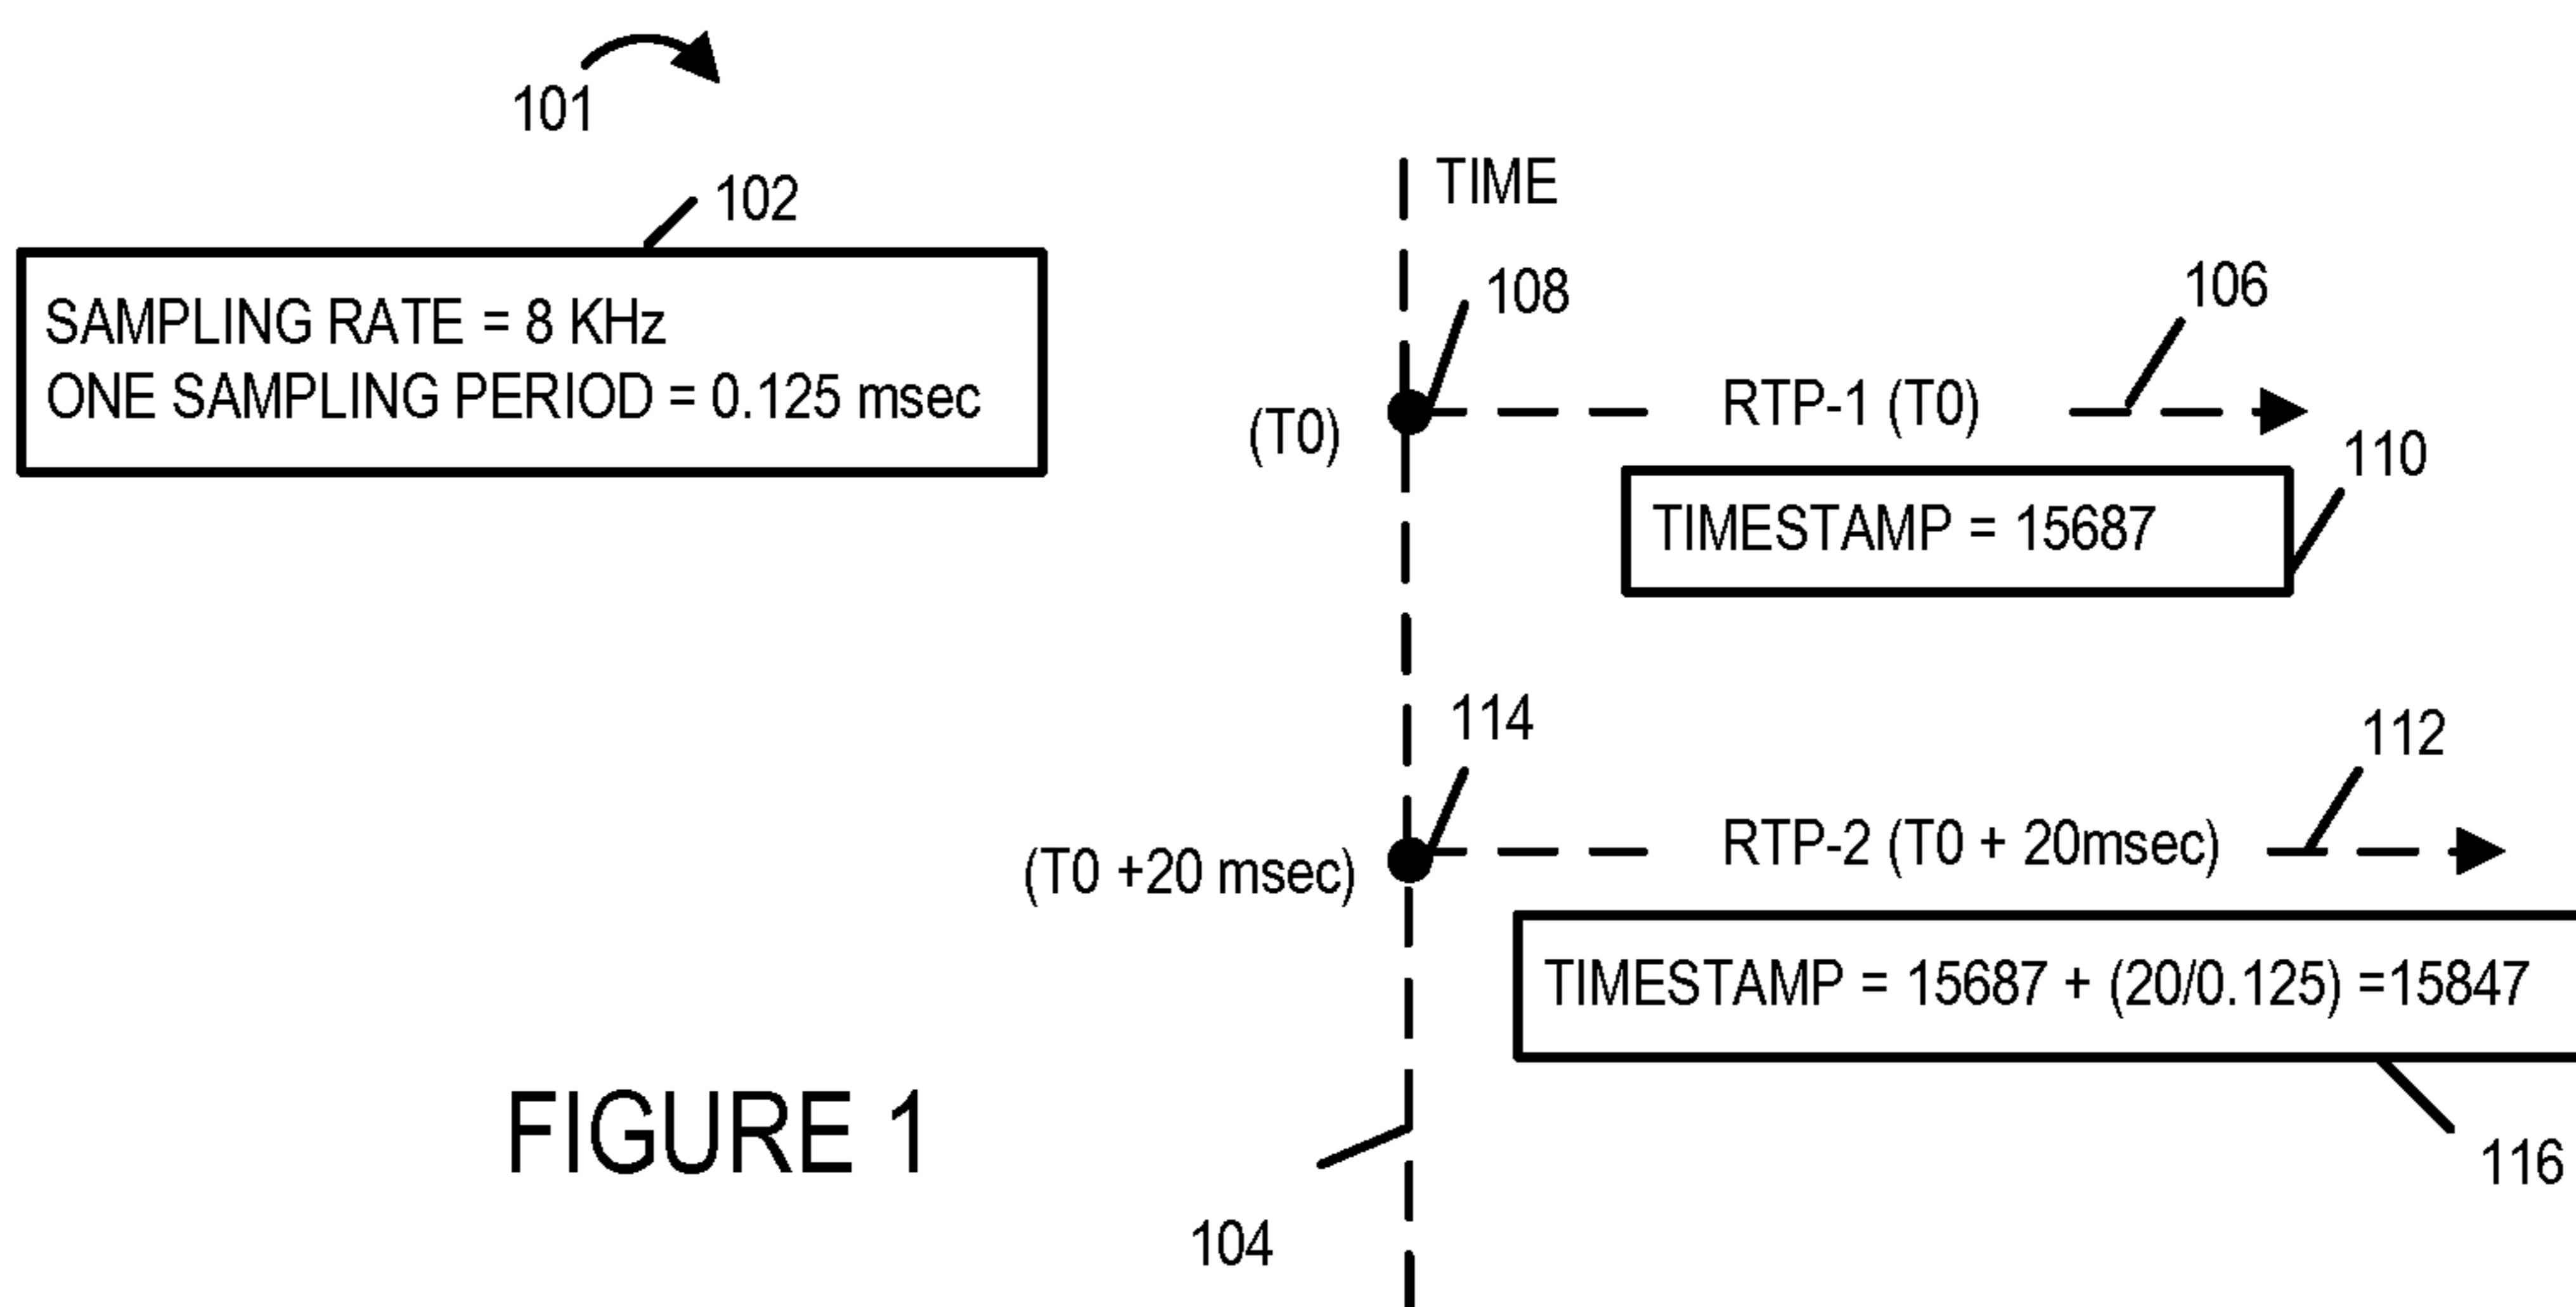 101
102
SAMPLING RATE = 8 KHz
ONE SAMPLING PERIOD = 0.125 msec
TIME
108
106
(T0)
RTP-1 (T0)
110
TIMESTAMP = 15687
114
112
(T0 +20 msec)
RTP-2 (T0 + 20msec)
TIMESTAMP = 15687 + (20/0.125) =15847
116
104
FIGURE 1